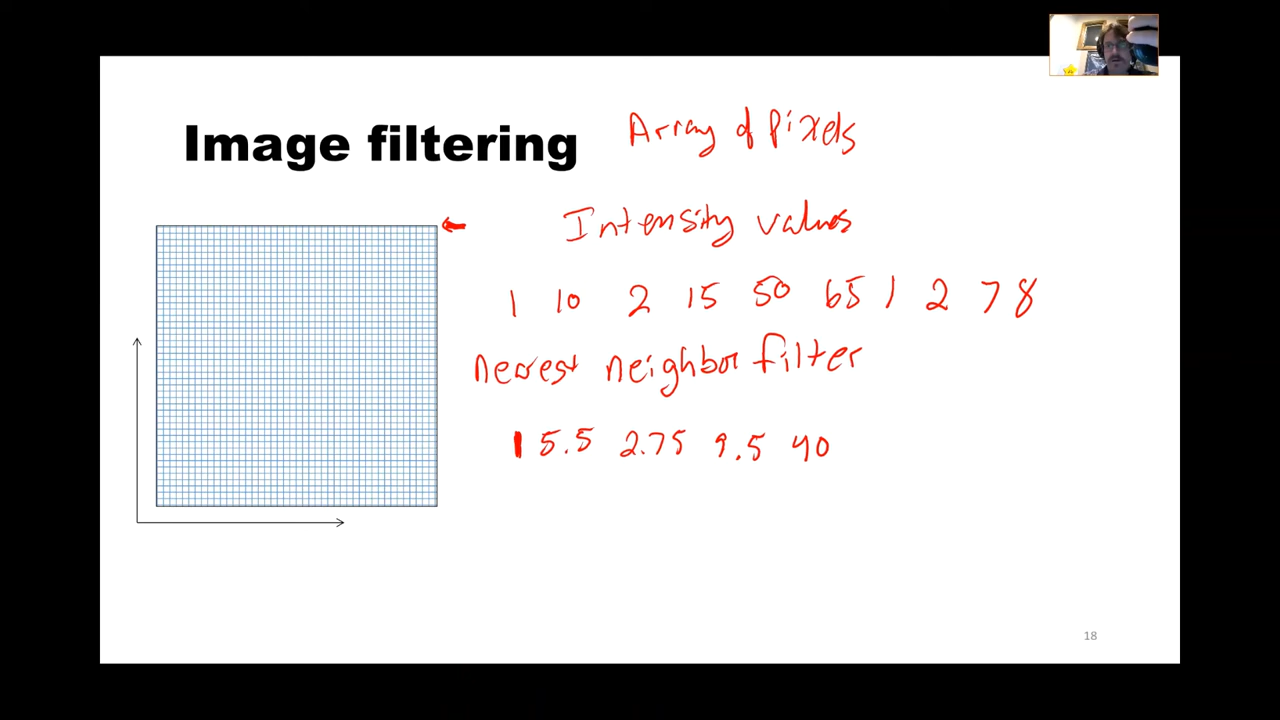 Image filtering
Array of pixels
Intensity values
1 10 2 15 50 65 1 2 7 8
nearest neighbor filter
1 5.5 2.75 9.5 40
18